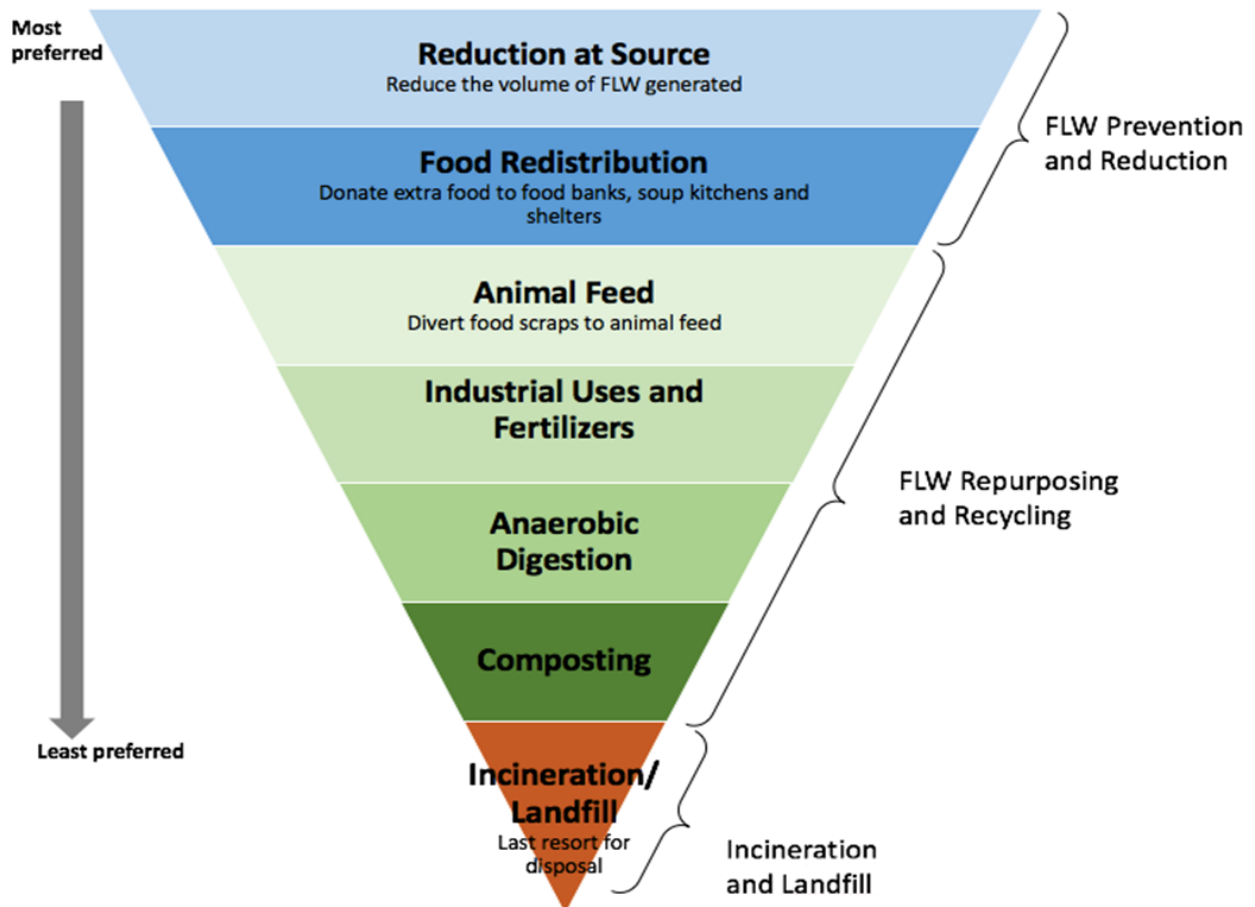 Most
preferred
Reduction at Source
Reduce the volume of FLW generated
Food Redistribution
Donate extra food to food banks, soup kitchens and
shelters
FLW Prevention
and Reduction
Animal Feed
Divert food scraps to animal feed
Industrial Uses and
Fertilizers
Anaerobic
Digestion
Composting
FLW Repurposing
and Recycling
Least preferred
Incineration/
Landfill
Last resort for
disposal
Incineration
and Landfill